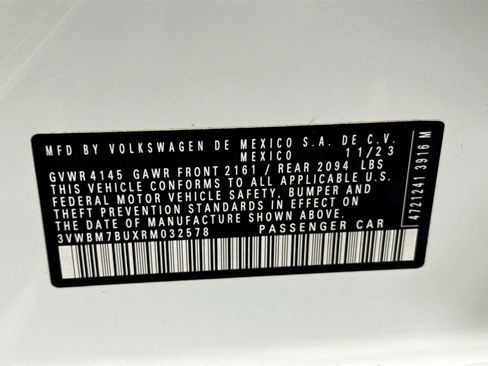 MFD BY VOLKSWAGEN DE MEXICO S.A. DE C.V.
MEXICO 11/23
GVWR 4145 GAWR FRONT 2161 / REAR 2094 LBS
THIS VEHICLE CONFORMS TO ALL APPLICABLE U.S.
FEDERAL MOTOR VEHICLE SAFETY, BUMPER AND
THEFT PREVENTION STANDARDS IN EFFECT ON
THE DATE OF MANUFACTURE SHOWN ABOVE
3VWBM7BUXRM032578 PASSENGER CAR
4721247 3916 M